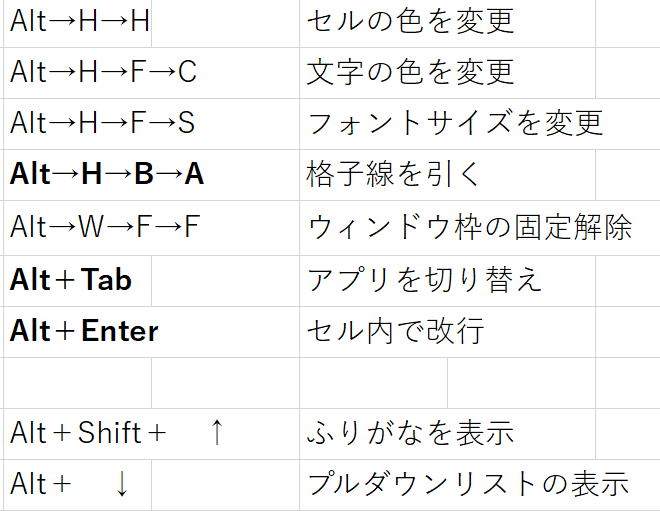 Alt→H→H セルの色を変更
Alt→H→F→C 文字の色を変更
Alt→H→F→S フォントサイズを変更
Alt→H→B→A 格子線を引く
Alt→W→F→F ウィンドウ枠の固定解除
Alt＋Tab アプリを切り替え
Alt＋Enter セル内で改行
Alt＋Shift＋　↑ ふりがなを表示
Alt＋　↓ プルダウンリストの表示